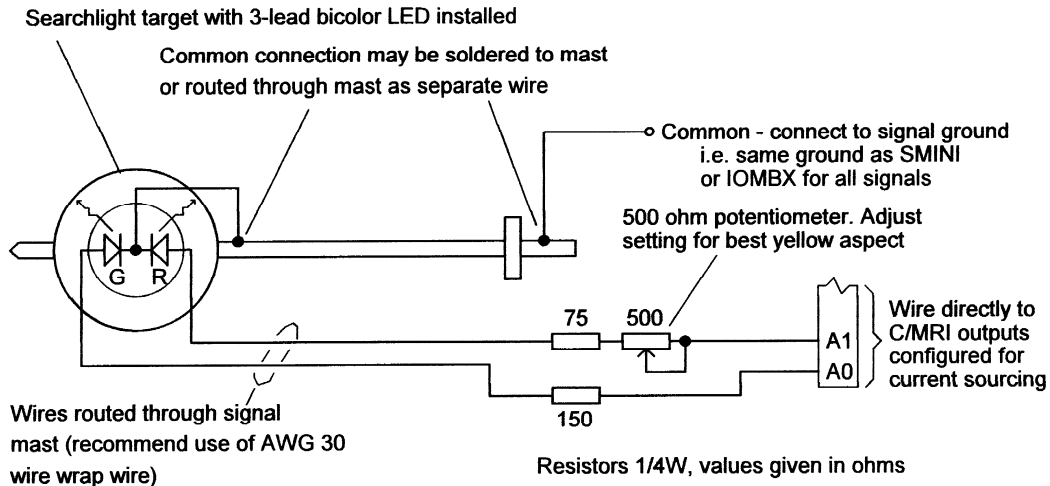 Searchlight target with 3-lead bicolor LED installed
Common connection may be soldered to mast
or routed through mast as separate wire
Common - connect to signal ground
i.e. same ground as SMINI
or IOMBX for all signals
500 ohm potentiometer. Adjust
setting for best yellow aspect
G R
75 500
A1
A0
Wire directly to
C/MRI outputs
configured for
current sourcing
150
Wires routed through signal
mast (recommend use of AWG 30
wire wrap wire)
Resistors 1/4W, values given in ohms